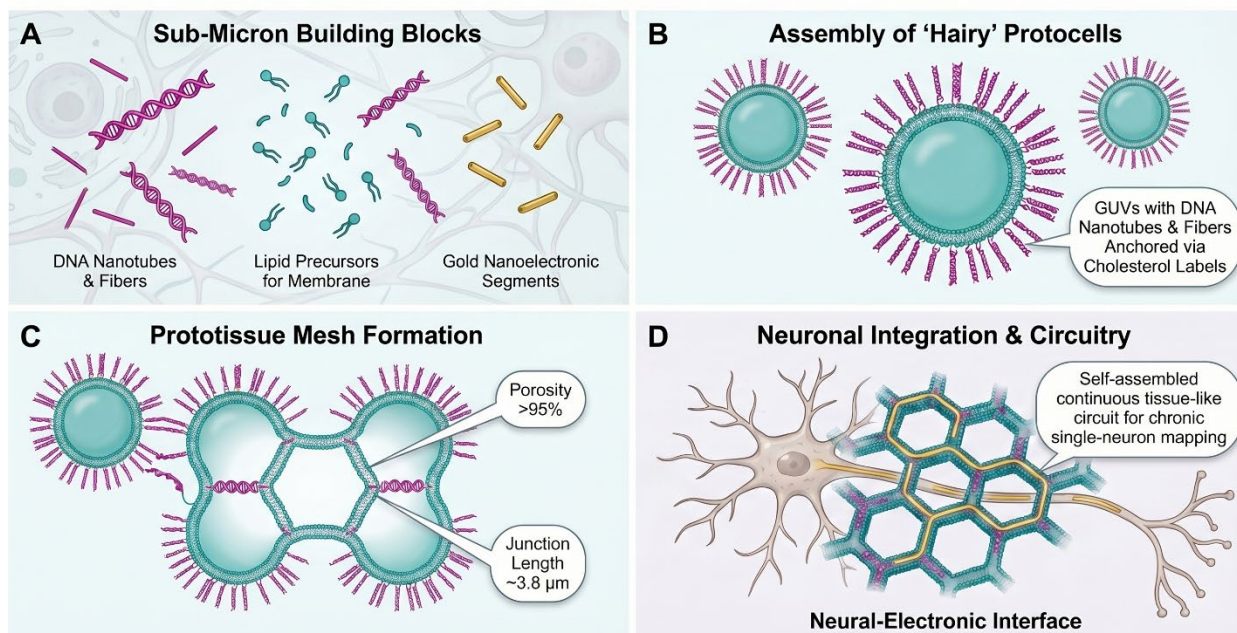 A
Sub-Micron Building Blocks
DNA Nanotubes
& Fibers
Lipid Precursors
for Membrane
Gold Nanoelectronic
Segments
B
Assembly of ‘Hairy’ Protocells
GUVs with DNA
Nanotubes & Fibers
Anchored via
Cholesterol Labels
C
Prototissue Mesh Formation
Porosity
>95%
Junction
Length
~3.8 μm
D
Neuronal Integration & Circuitry
Self-assembled
continuous tissue-like
circuit for chronic
single-neuron mapping
Neural-Electronic Interface